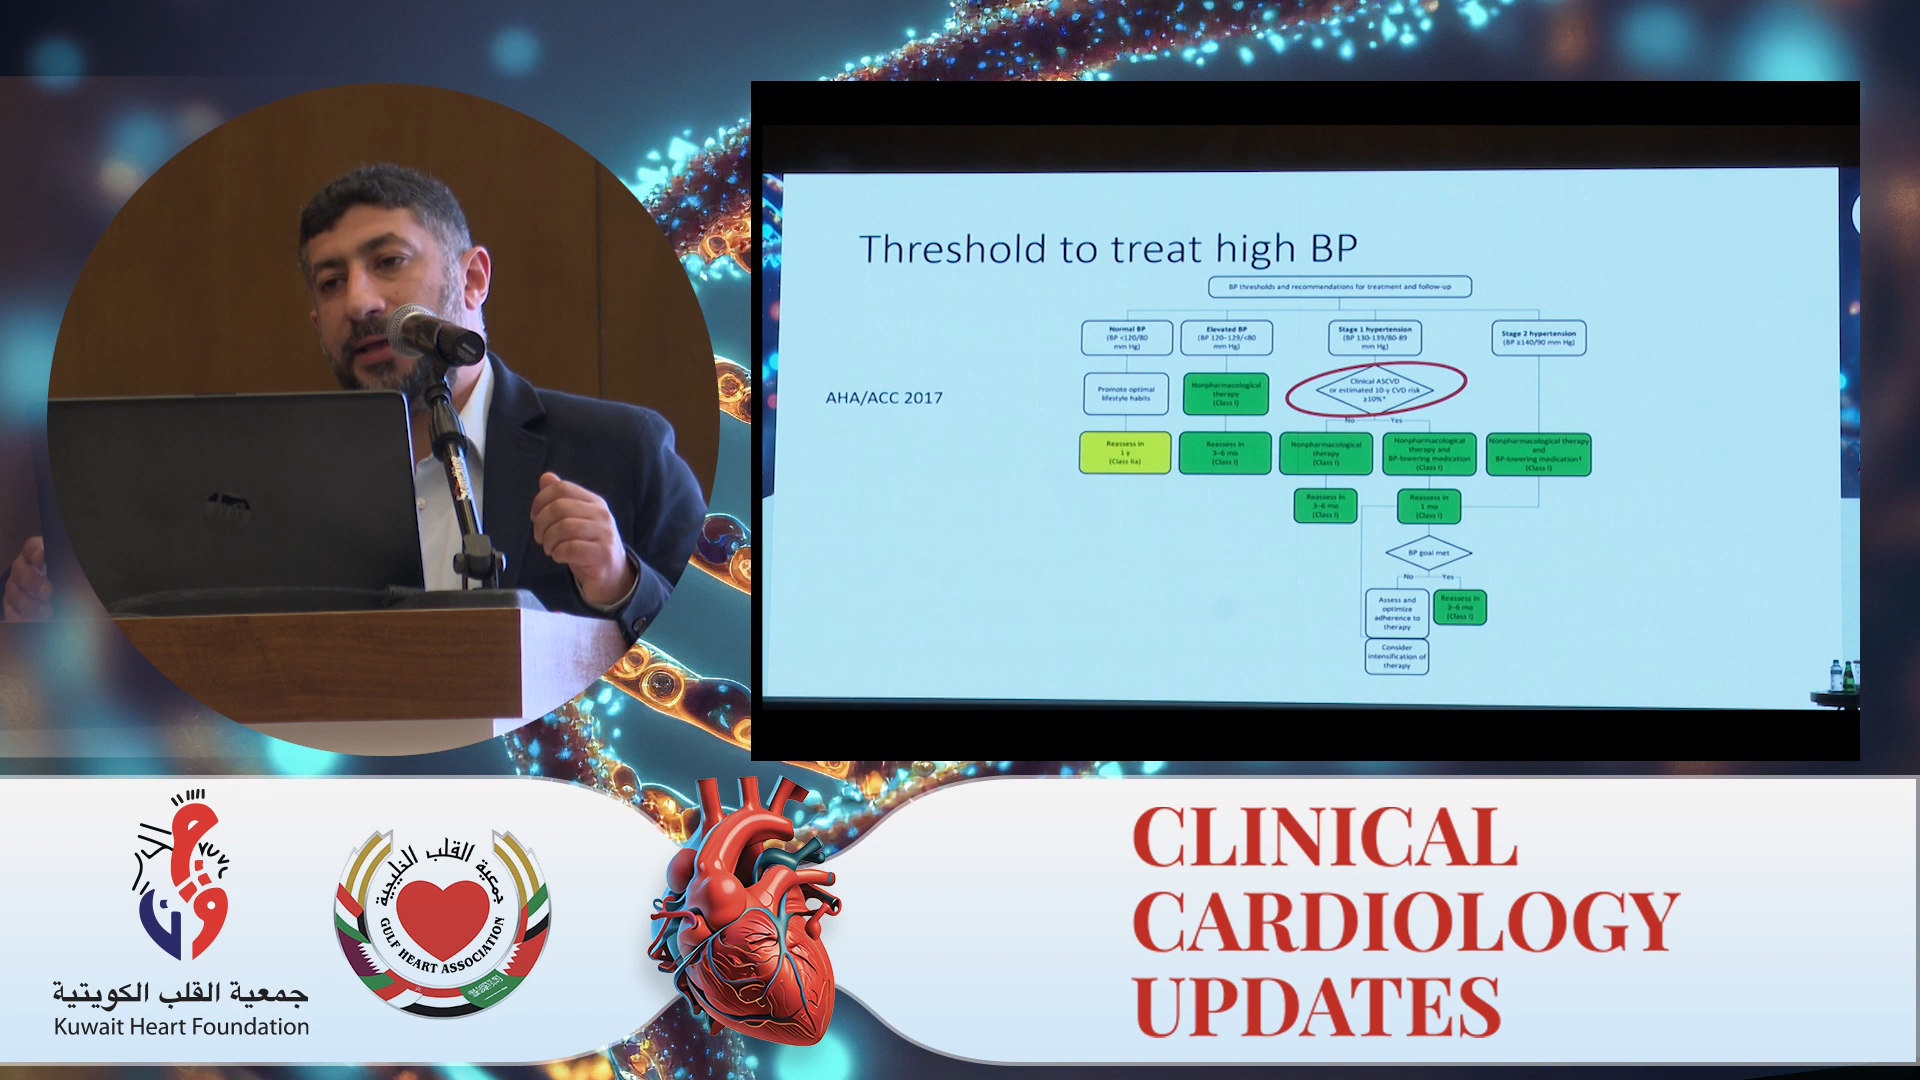 Threshold to treat high BP
AHA/ACC 2017
BP thresholds and recommendations for treatment and follow-up
Normal BP
(BP <120/80
mm Hg)
Elevated BP
(BP 120–129/<80
mm Hg)
Stage 1 hypertension
(BP 130-139/80-89
mm Hg)
Stage 2 hypertension
(BP ≥140/90 mm Hg)
Promote optimal
lifestyle habits
Nonpharmacological
therapy
(Class I)
Clinical ASCVD
or estimated 10-y CVD risk
≥10%*
No
Yes
Reassess in
1 y
(Class IIa)
Reassess in
3–6 mo
(Class I)
Nonpharmacological
therapy
(Class I)
Nonpharmacological
therapy and
BP-lowering medication
(Class I)
Nonpharmacological therapy
and
BP-lowering medication†
(Class I)
Reassess in
3–6 mo
(Class I)
Reassess in
1 mo
(Class I)
BP goal met
No
Yes
Assess and
optimize
adherence to
therapy
Reassess in
3–6 mo
(Class I)
Consider
intensification of
therapy
hp
جمعية القلب الكويتية
Kuwait Heart Foundation
جمعية القلب الخليجية
GULF HEART ASSOCIATION
CLINICAL
CARDIOLOGY
UPDATES